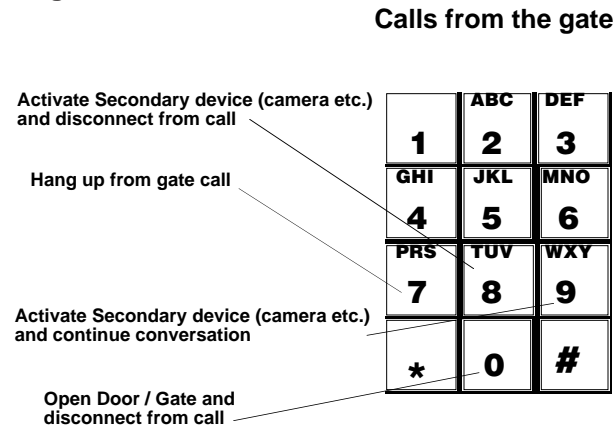 Calls from the gate
Activate Secondary device (camera etc.)
and disconnect from call
Hang up from gate call
Activate Secondary device (camera etc.)
and continue conversation
Open Door / Gate and
disconnect from call
ABC DEF
1 2 3
GHI JKL MNO
4 5 6
PRS TUV WXY
7 8 9
* 0 #